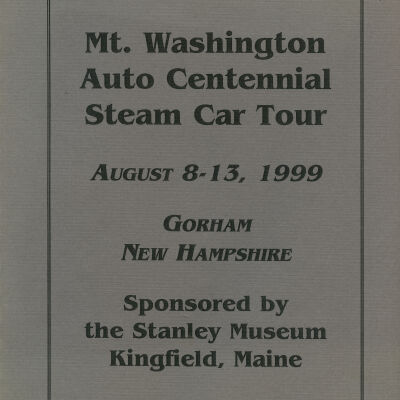 Mt. Washington
Auto Centennial
Steam Car Tour
August 8-13, 1999
Gorham
New Hampshire
Sponsored by
the Stanley Museum
Kingfield, Maine